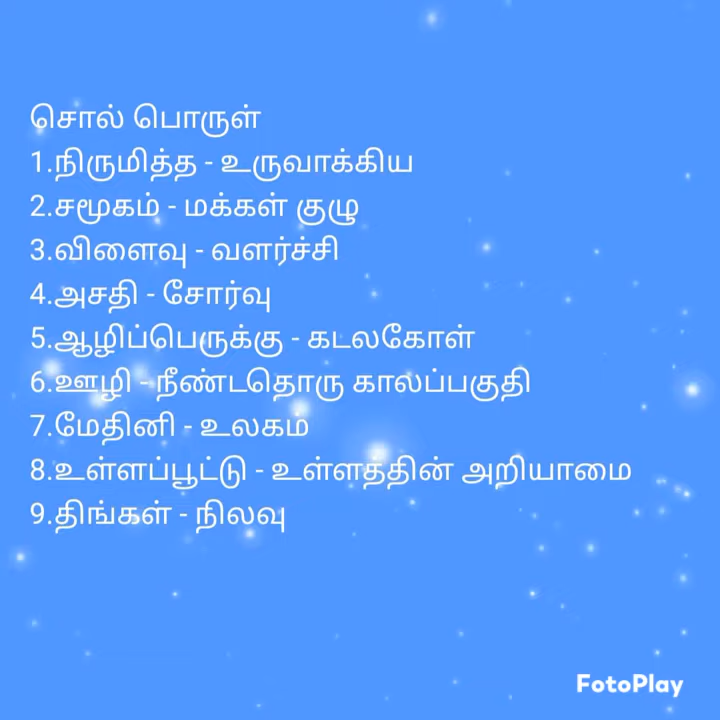 சொல் பொருள்
1.நிருமித்த - உருவாக்கிய
2.சமூகம் - மக்கள் குழு
3.விளைவு - வளர்ச்சி
4.அசதி - சோர்வு
5.ஆழிப்பெருக்கு - கடலகோள்
6.ஊழி - நீண்டதொரு காலப்பகுதி
7.மேதினி - உலகம்
8.உள்ளப்பூட்டு - உள்ளத்தின் அறியாமை
9.திங்கள் - நிலவு
FotoPlay